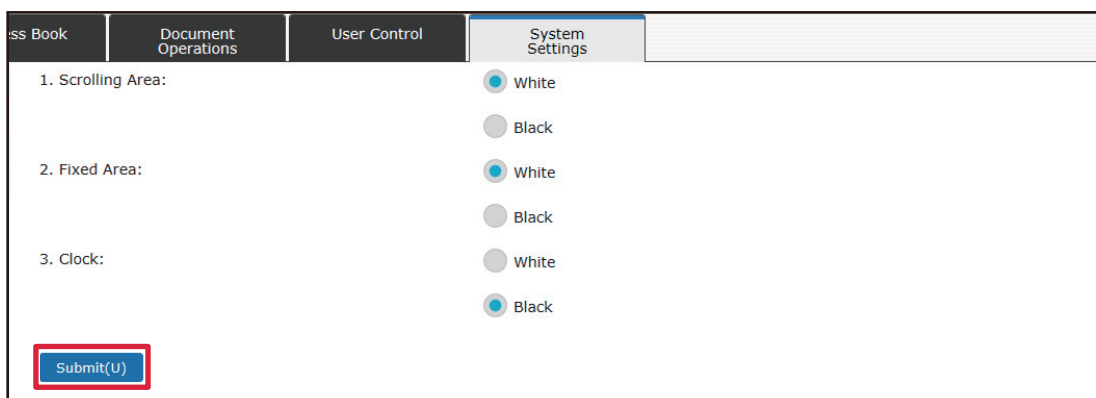 ss Book
Document
Operations
User Control
System
Settings
1. Scrolling Area:
White
Black
2. Fixed Area:
White
Black
3. Clock:
White
Black
Submit(U)